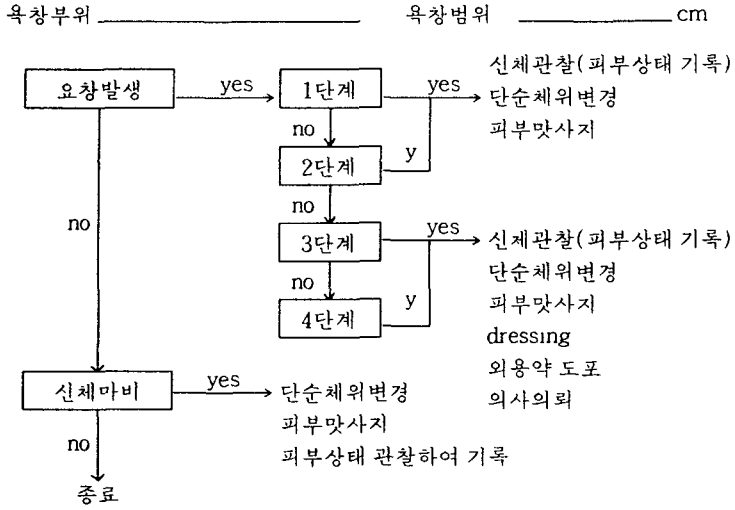 욕창부위 욕창범위 cm
요창발생 yes 1단계 yes 신체관찰(피부상태 기록)
단순체위변경
피부맛사지
no
2단계 y
no no
3단계 yes 신제관찰(피부상태 기록)
단순체위변경
no 피부맛사지
4단계 y
dressing
외용약 도포
의사의뢰
신체마비 yes 단순체위변경
피부맛사지
no 피부상태 관찰하여 기록
종료